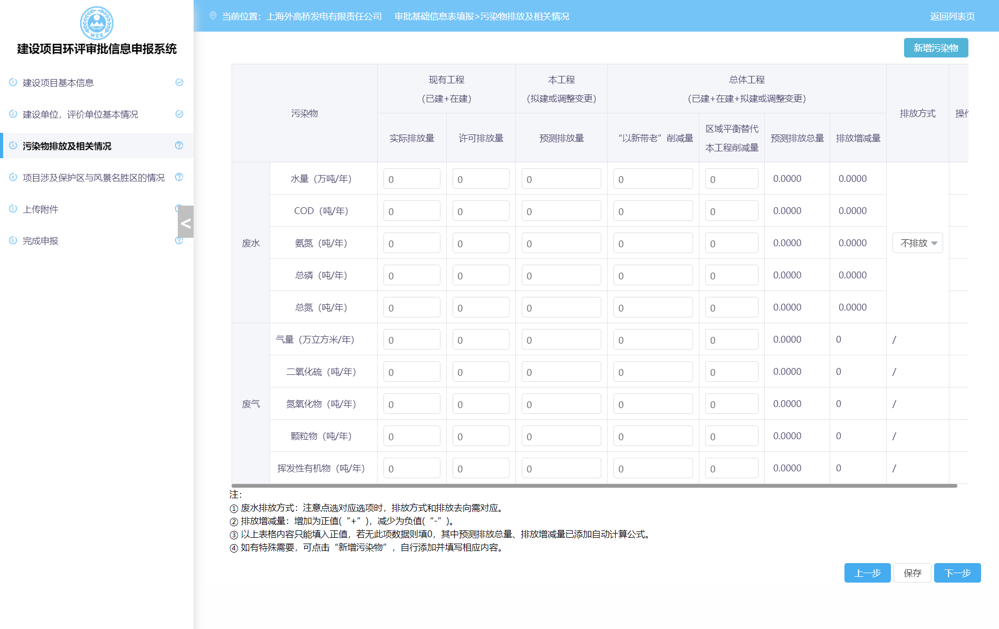 当前位置：上海外高桥发电有限责任公司 审批基础信息表填报>污染物排放及相关情况 返回列表页
MEE
建设项目环评审批信息申报系统
1 建设项目基本信息
2 建设单位，评价单位基本情况
3 污染物排放及相关情况
4 项目涉及保护区与风景名胜区的情况
5 上传附件
6 完成申报
<
新增污染物
污染物 现有工程 本工程 总体工程 排放方式
（已建+在建） （拟建或调整变更） （已建+在建+拟建或调整变更）
实际排放量 许可排放量 预测排放量 “以新带老”削减量 区域平衡替代 预测排放总量 排放增减量
本工程削减量
废水
水量（万吨/年） 0 0 0 0 0 0.0000 0.0000
COD（吨/年） 0 0 0 0 0 0.0000 0.0000
氨氮（吨/年） 0 0 0 0 0 0.0000 0.0000 不排放
总磷（吨/年） 0 0 0 0 0 0.0000 0.0000
总氮（吨/年） 0 0 0 0 0 0.0000 0.0000
废气
气量（万立方米/年） 0 0 0 0 0 0.0000 0 /
二氧化硫（吨/年） 0 0 0 0 0 0.0000 0 /
氮氧化物（吨/年） 0 0 0 0 0 0.0000 0 /
颗粒物（吨/年） 0 0 0 0 0 0.0000 0 /
挥发性有机物（吨/年） 0 0 0 0 0 0.0000 0 /
注：
① 废水排放方式：注意点选对应选项时，排放方式和排放去向需对应。
② 排放增减量：增加为正值(“+”)，减少为负值(“-”)。
③ 以上表格内容只能填入正值，若无此项数据则填0，其中预测排放总量、排放增减量已添加自动计算公式。
④ 如有特殊需要，可点击“新增污染物”，自行添加并填写相应内容。
上一步 保存 下一步